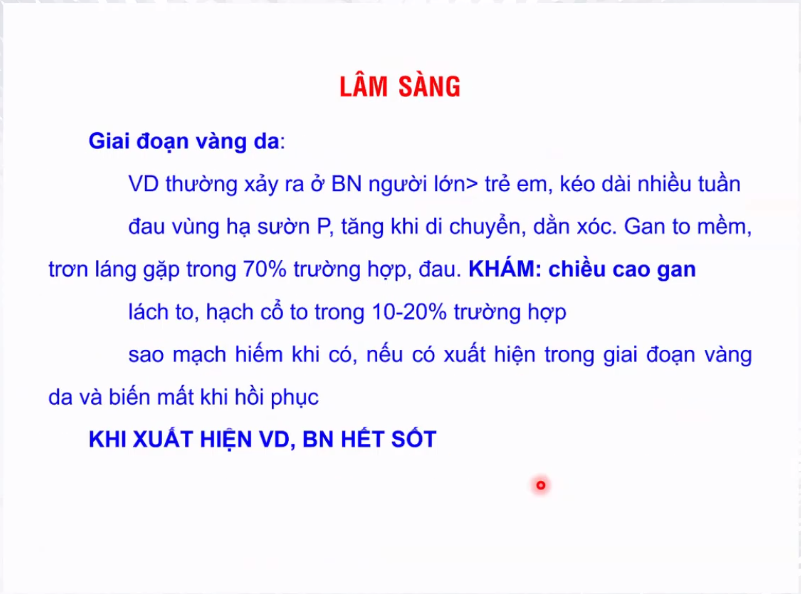 LÂM SÀNG
Giai đoạn vàng da:
VD thường xảy ra ở BN người lớn> trẻ em, kéo dài nhiều tuần
đau vùng hạ sườn P, tăng khi di chuyển, dằn xóc. Gan to mềm,
trơn láng gặp trong 70% trường hợp, đau. KHÁM: chiều cao gan
lách to, hạch cổ to trong 10-20% trường hợp
sao mạch hiếm khi có, nếu có xuất hiện trong giai đoạn vàng
da và biến mất khi hồi phục
KHI XUẤT HIỆN VD, BN HẾT SỐT